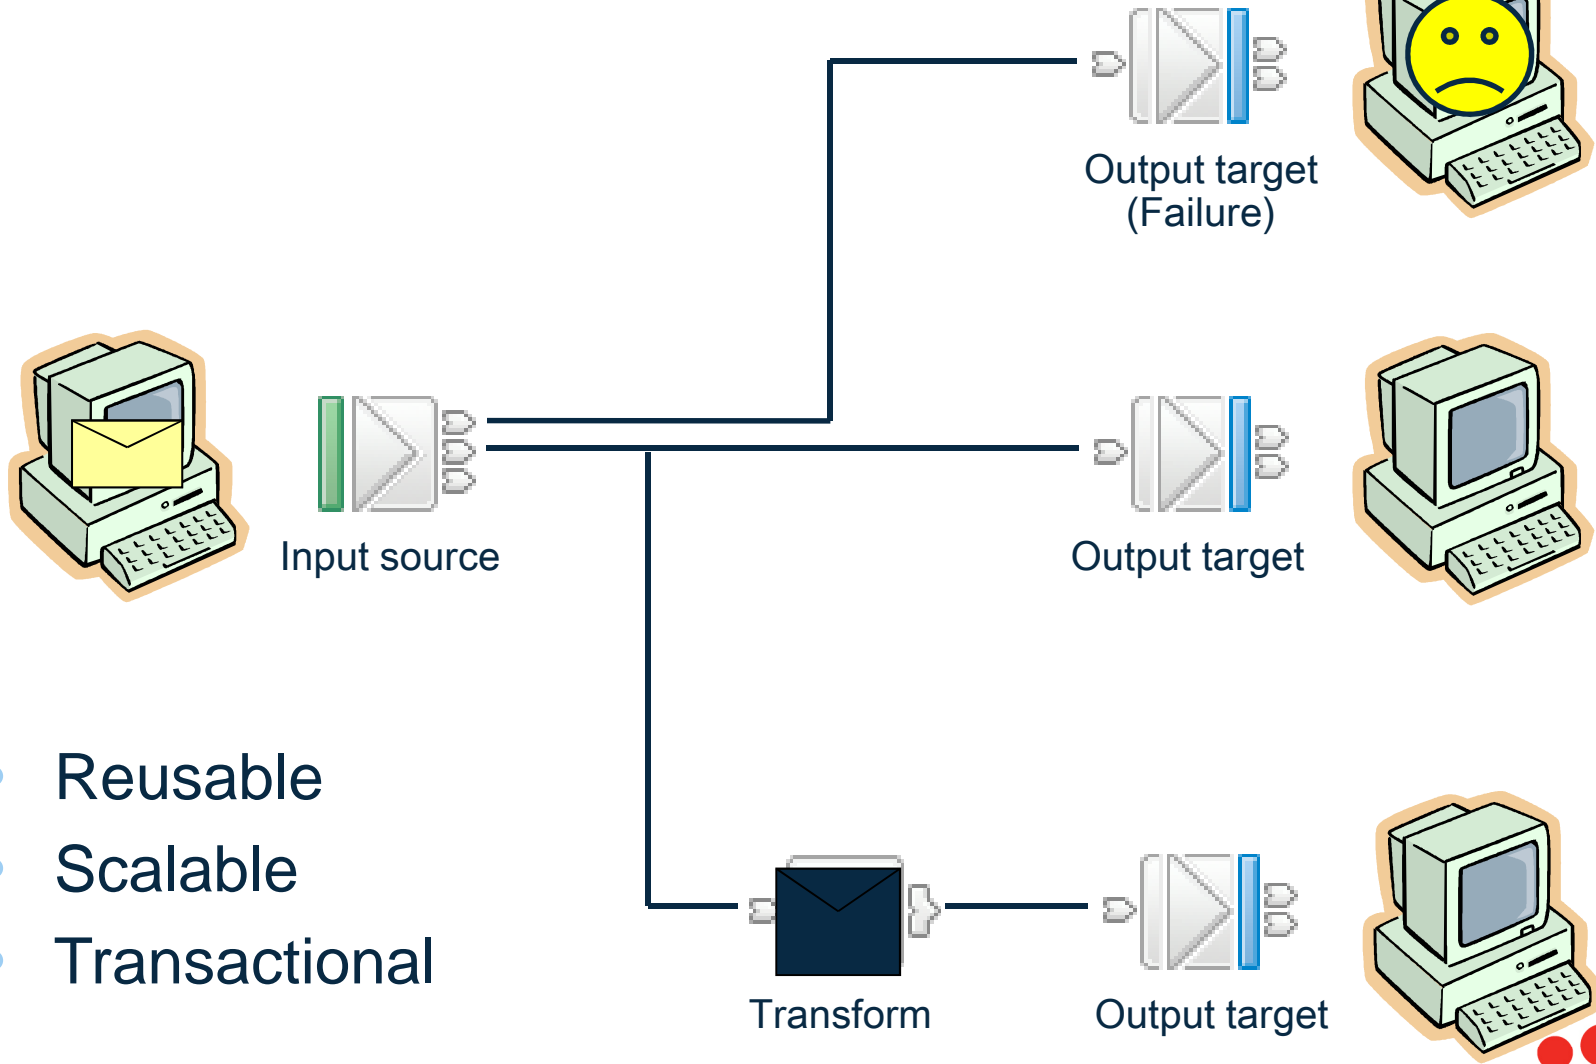 Output target
(Failure)
Input source
Output target
• Reusable
• Scalable
• Transactional
Transform
Output target